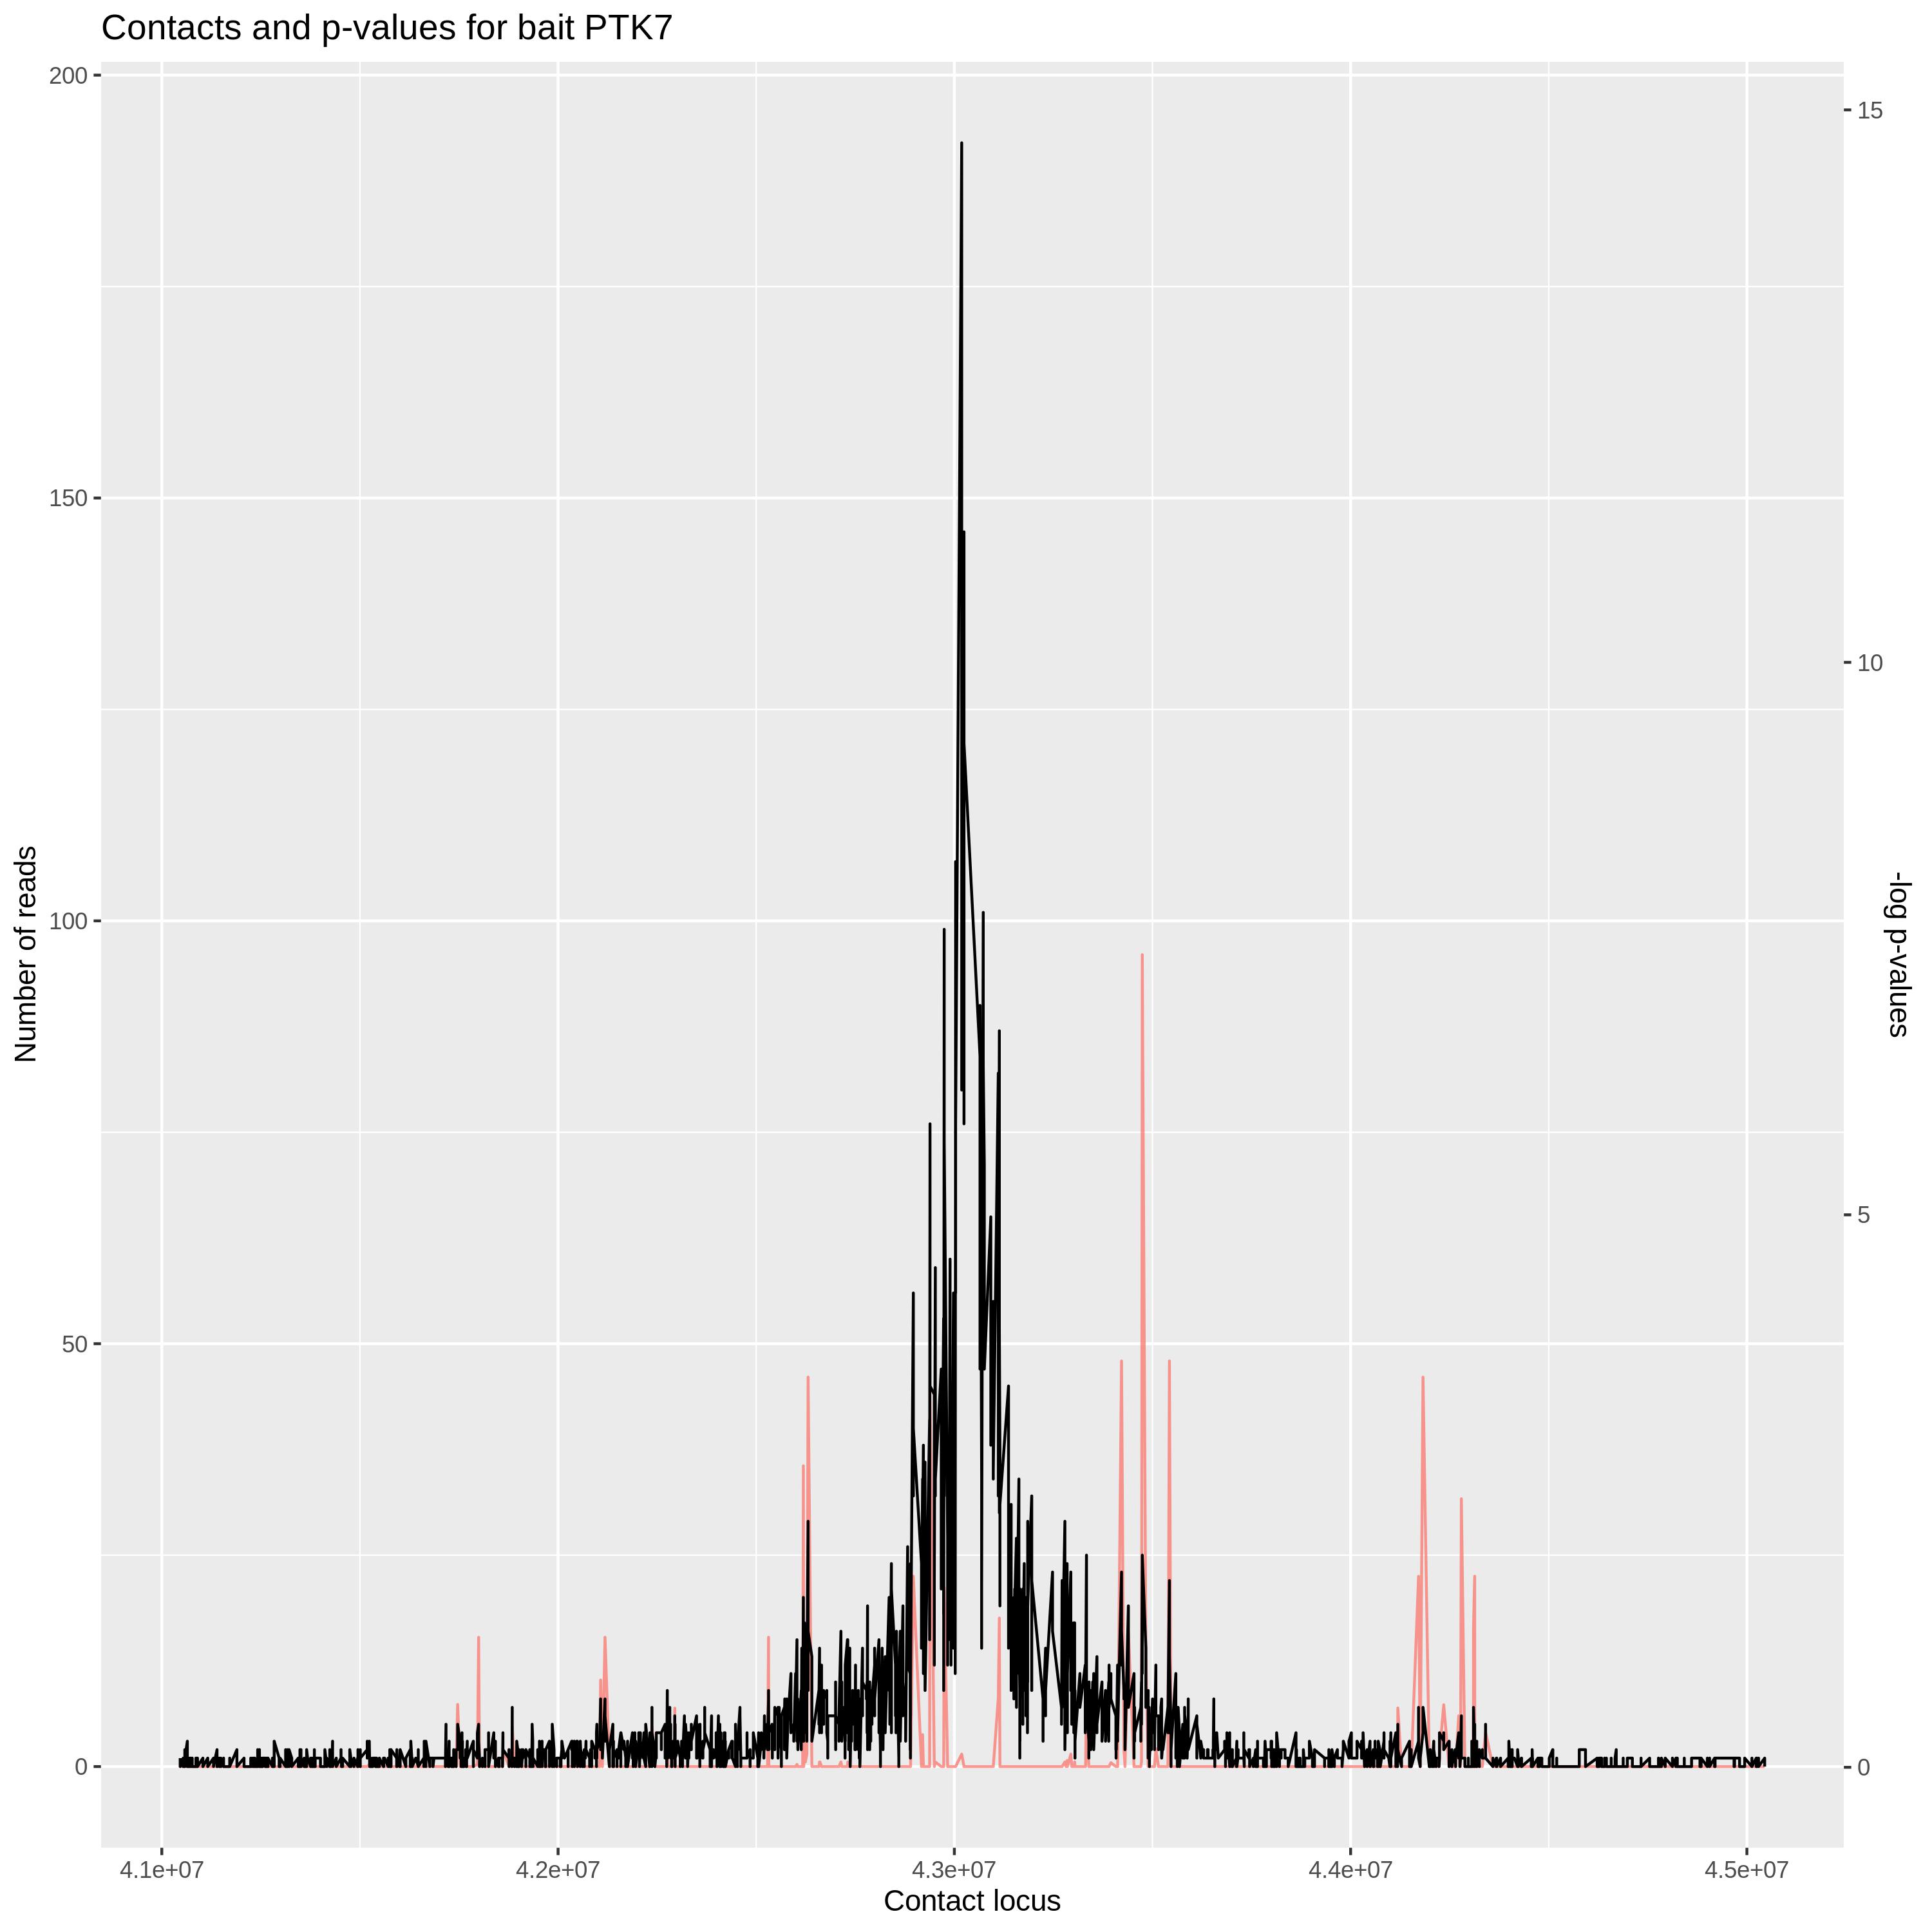 Contacts and p-values for bait PTK7
200
150
100
50
0
Number of reads
15
10
5
0
-log p-values
4.1e+07
4.2e+07
4.3e+07
4.4e+07
4.5e+07
Contact locus